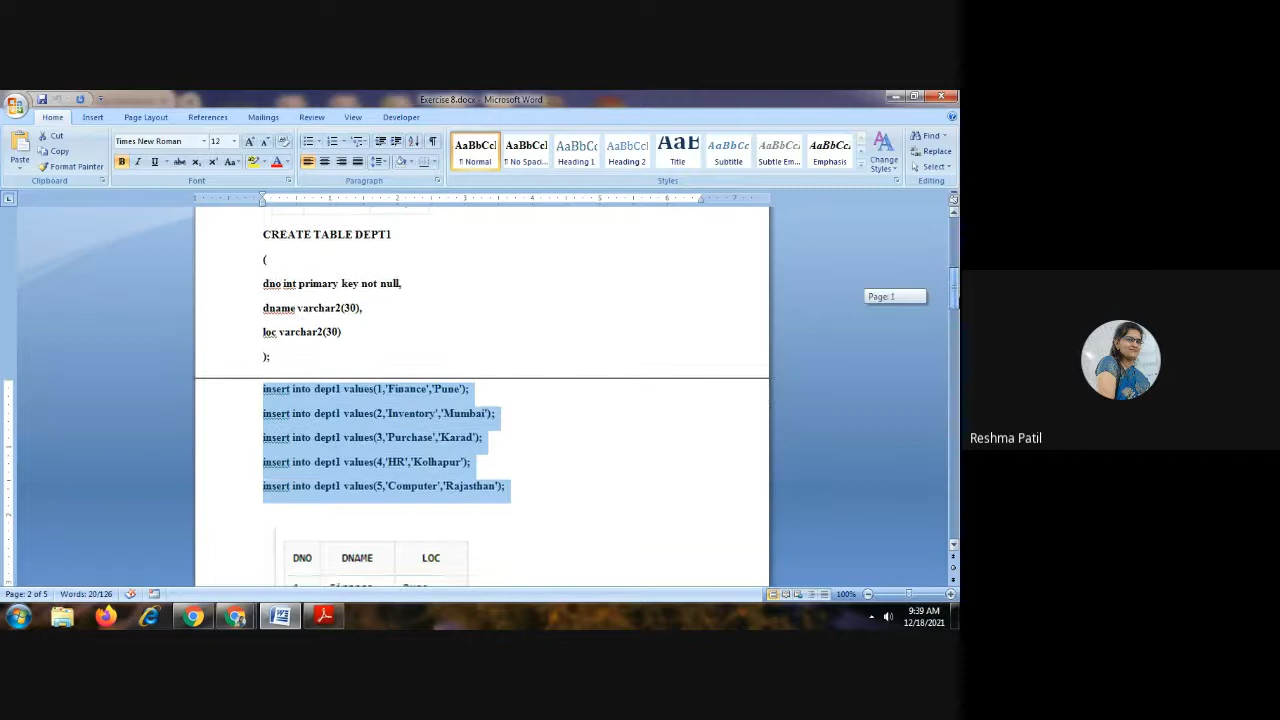 Exercise 8.docx - Microsoft Word
Home Insert Page Layout References Mailings Review View Developer
Paste
Cut
Copy
Format Painter
Clipboard
Times New Roman 12
Font
Paragraph
AaBbCcI AaBbCcI AaBbCc AaBbCc AaB AaBbCc AaBbCcI AaBbCcI
¶ Normal ¶ No Spaci... Heading 1 Heading 2 Title Subtitle Subtle Em... Emphasis
Change Styles
Styles
Find
Replace
Select
Editing
CREATE TABLE DEPT1
(
dno int primary key not null,
dname varchar2(30),
loc varchar2(30)
);
Page: 1
insert into dept1 values(1,'Finance','Pune');
insert into dept1 values(2,'Inventory','Mumbai');
insert into dept1 values(3,'Purchase','Karad');
insert into dept1 values(4,'HR','Kolhapur');
insert into dept1 values(5,'Computer','Rajasthan');
DNO DNAME LOC
Page: 2 of 5 Words: 20/126 100%
9:39 AM
12/18/2021
Reshma Patil